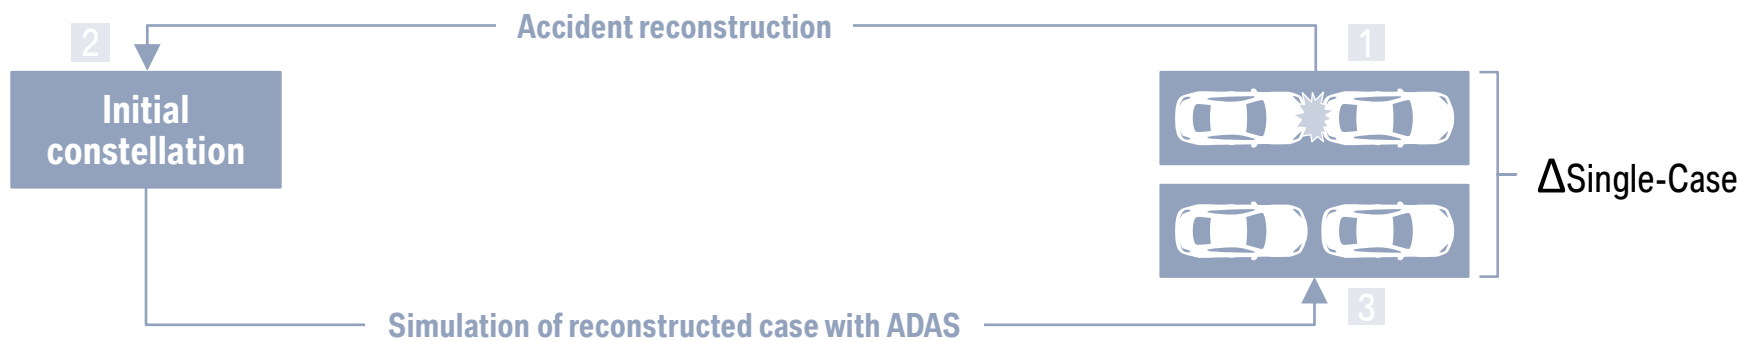 Accident reconstruction
2
1
Initial
constellation
ΔSingle-Case
Simulation of reconstructed case with ADAS
3